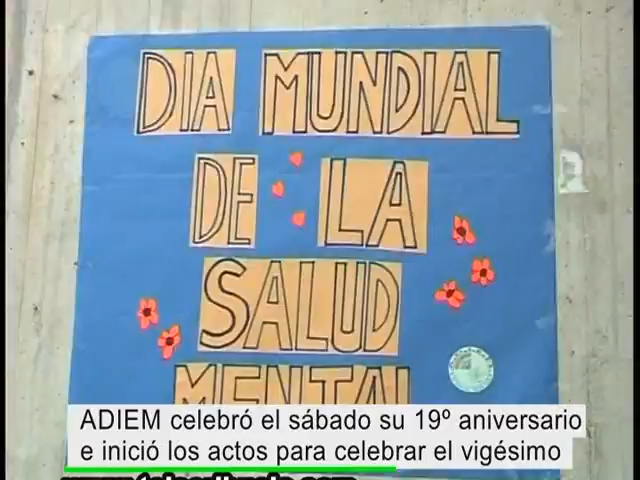 DIA MUNDIAL
DE LA
SALUD
MENTAL
ADIEM celebró el sábado su 19º aniversario
e inició los actos para celebrar el vigésimo